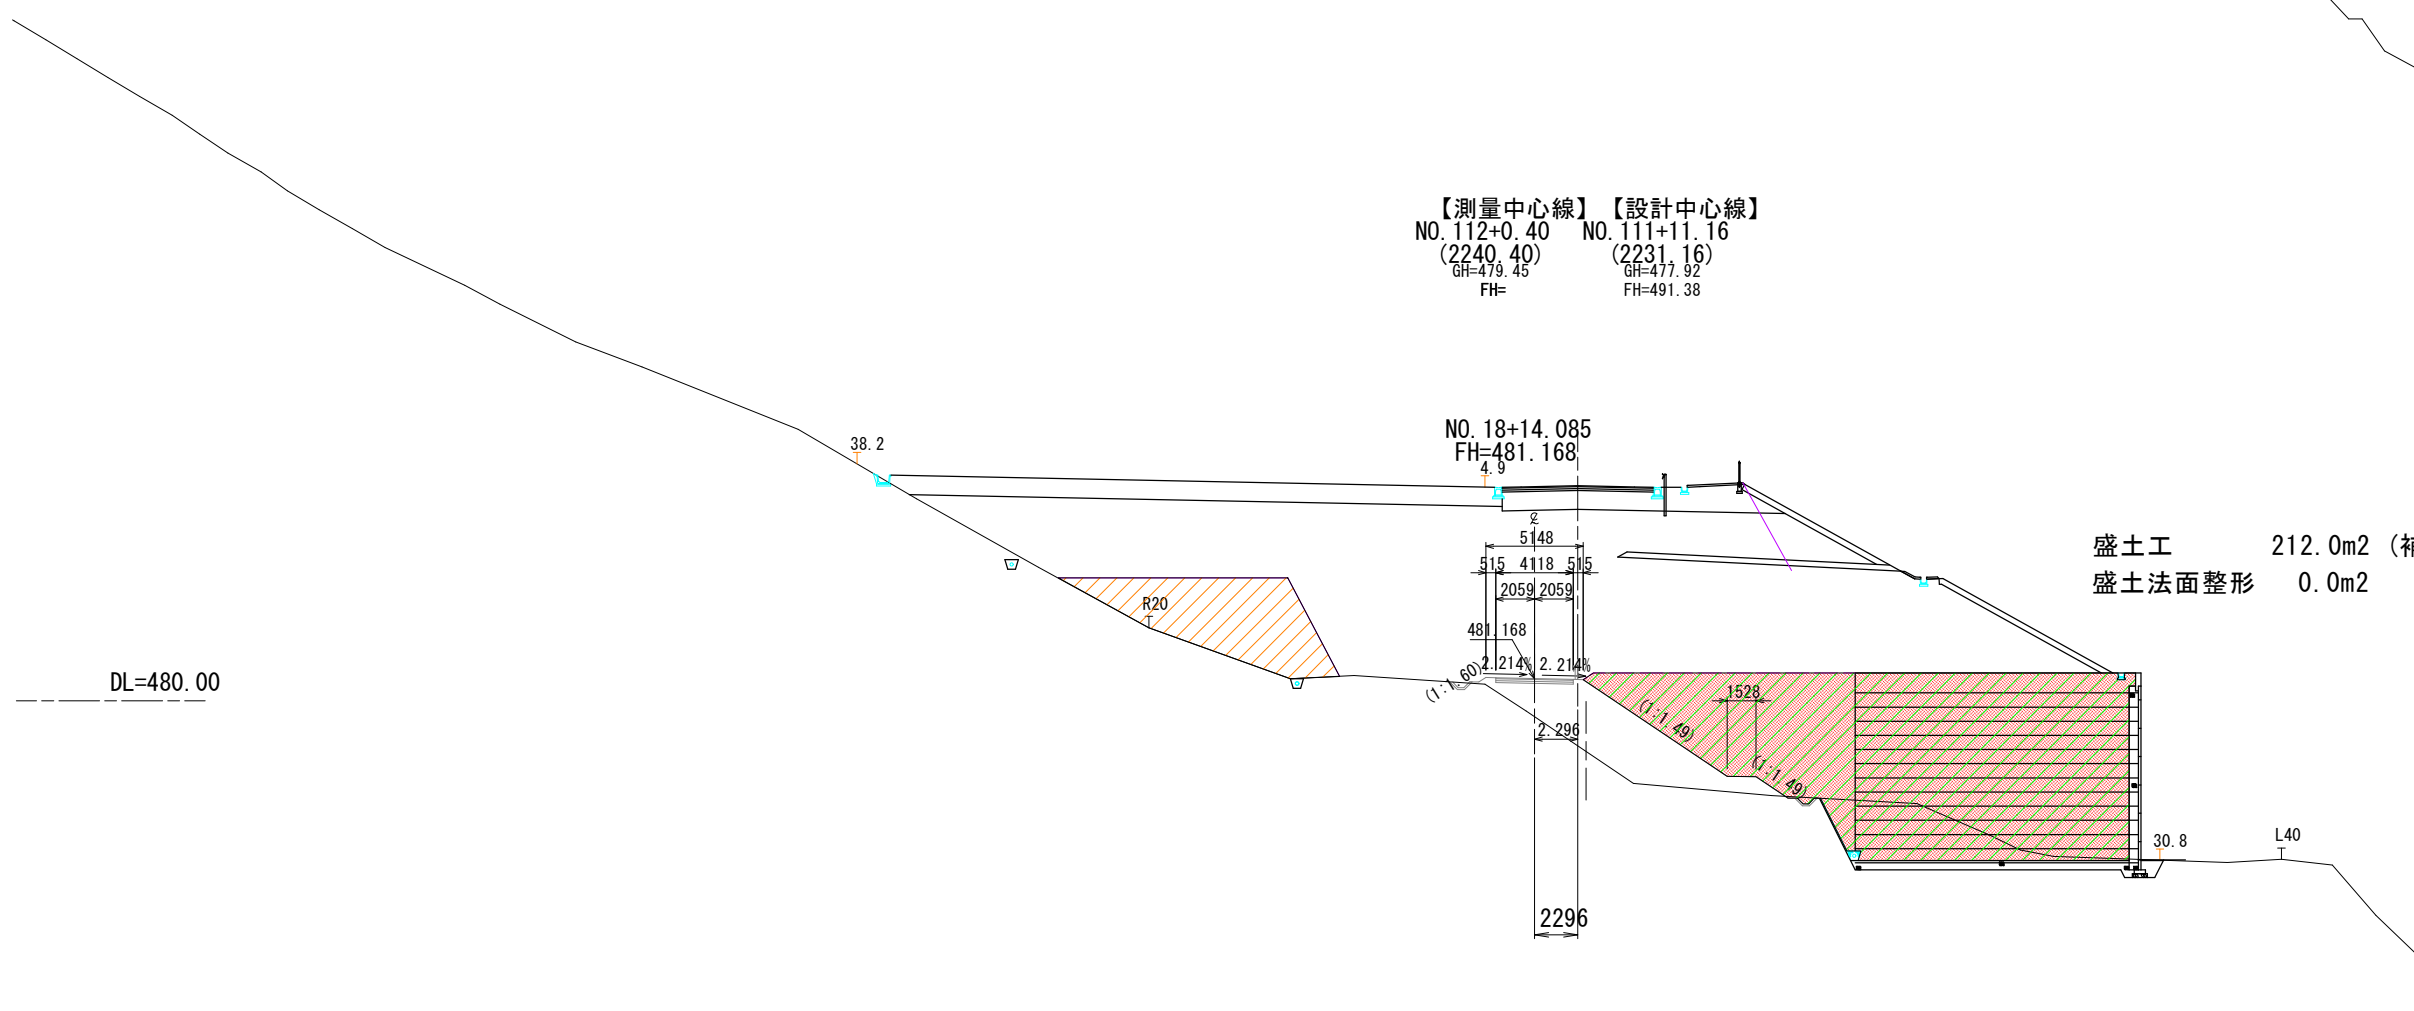 【測量中心線】 【設計中心線】
NO.112+0.40 NO.111+11.16
(2240.40) (2231.16)
GH=479.45 GH=477.92
FH= FH=491.38
NO.18+14.085
FH=481.168
38.2
4.9
℄
5148
515 4118 515
2059 2059
盛土工 212.0m2 (補
盛土法面整形 0.0m2
R20
481.168
2.214% 2.214%
(1:1.60)
DL=480.00
1528
(1:1.49)
2.296
(1:1.49)
30.8
L40
2296